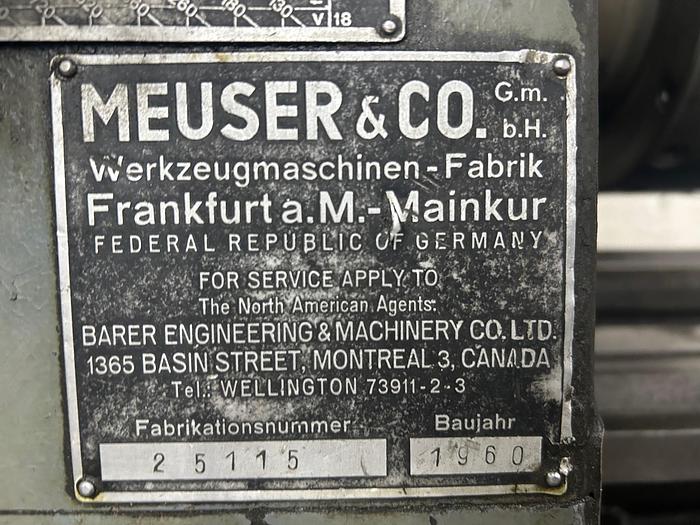 V 18
MEUSER & CO. G.m.b.H.
Werkzeugmaschinen-Fabrik
Frankfurt a.M.-Mainkur
FEDERAL REPUBLIC OF GERMANY
FOR SERVICE APPLY TO
The North American Agents:
BARER ENGINEERING & MACHINERY CO. LTD.
1365 BASIN STREET, MONTREAL 3, CANADA
Tel.: WELLINGTON 73911-2-3
Fabrikationsnummer Baujahr
25115 1960